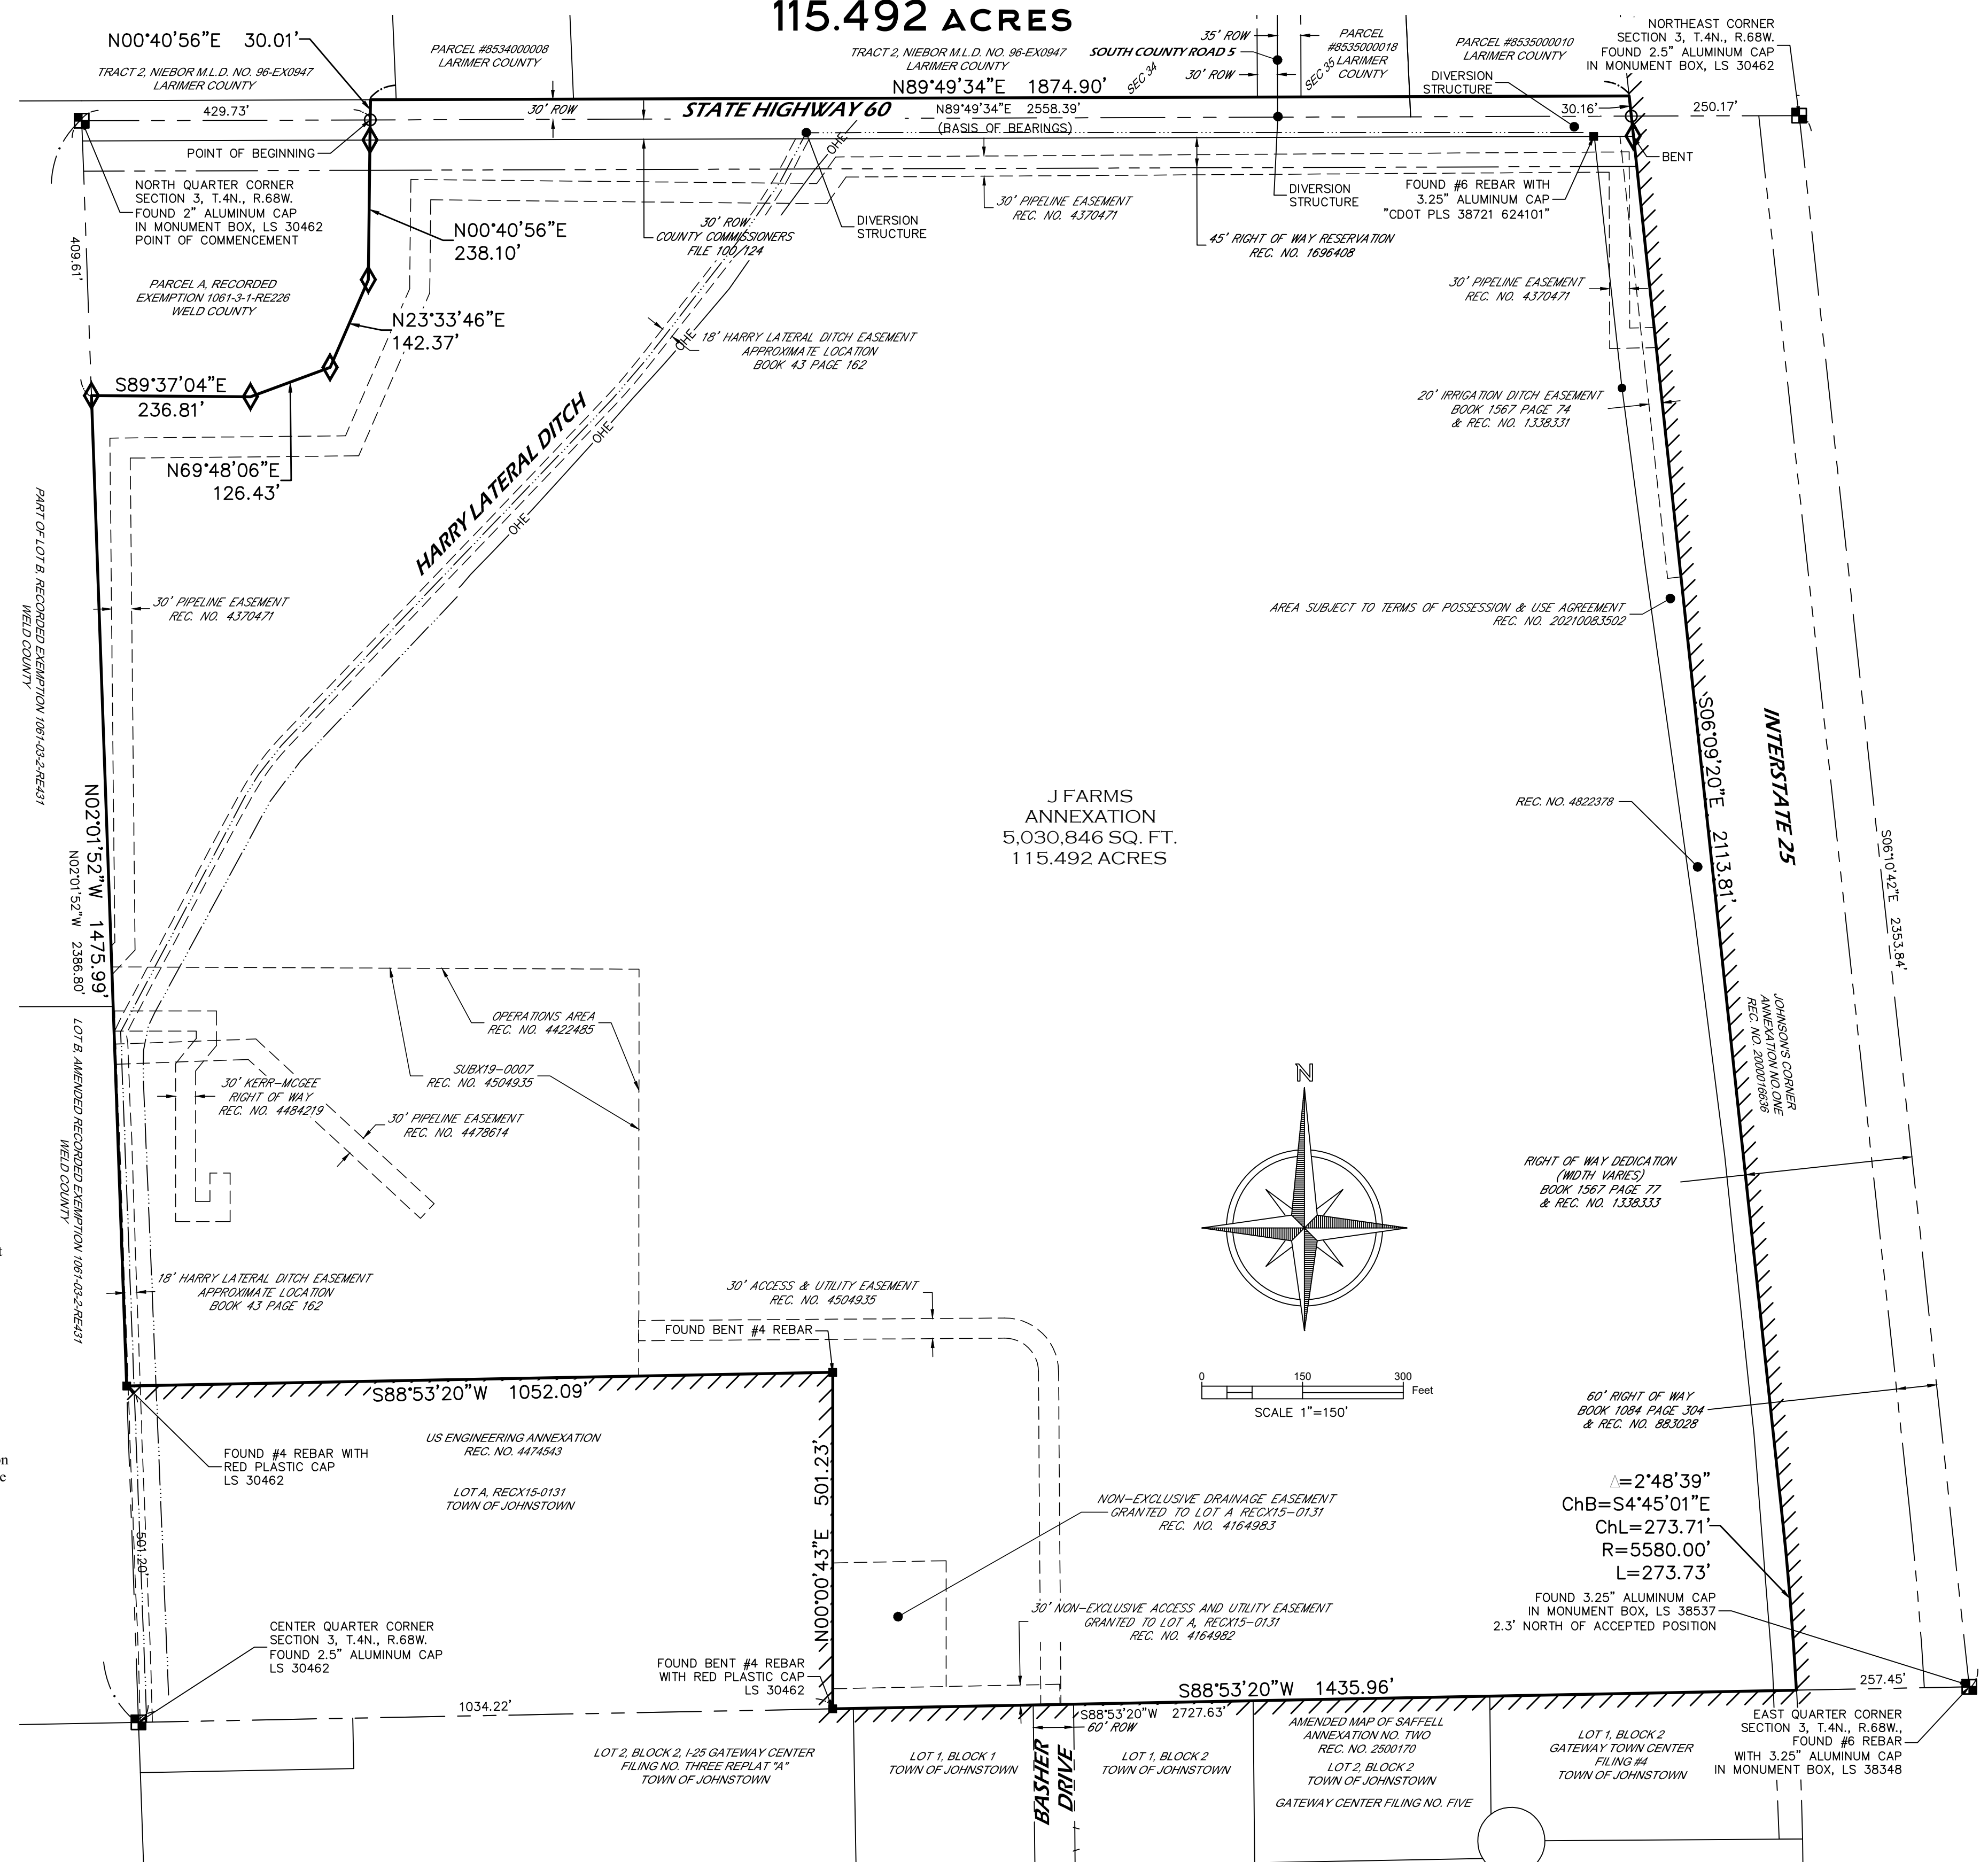 115.492 ACRES
N00°40'56"E 30.01'
TRACT 2, NIEBOR M.L.D. NO. 96-EX0947
LARIMER COUNTY
PARCEL #8534000008
LARIMER COUNTY
TRACT 2, NIEBOR M.L.D. NO. 96-EX0947
LARIMER COUNTY
SOUTH COUNTY ROAD 5
35' ROW
30' ROW
SEC 34
SEC 35
PARCEL
#8535000018
LARIMER
COUNTY
PARCEL #8535000010
LARIMER COUNTY
DIVERSION
STRUCTURE
NORTHEAST CORNER
SECTION 3, T.4N., R.68W.
FOUND 2.5" ALUMINUM CAP
IN MONUMENT BOX, LS 30462
N89°49'34"E 1874.90'
429.73'
30' ROW
STATE HIGHWAY 60
N89°49'34"E 2558.39'
(BASIS OF BEARINGS)
30.16'
250.17'
BENT
POINT OF BEGINNING
OHE
NORTH QUARTER CORNER
SECTION 3, T.4N., R.68W.
FOUND 2" ALUMINUM CAP
IN MONUMENT BOX, LS 30462
POINT OF COMMENCEMENT
409.61'
N00°40'56"E
238.10'
30' ROW
COUNTY COMMISSIONERS
FILE 100/124
DIVERSION
STRUCTURE
30' PIPELINE EASEMENT
REC. NO. 4370471
DIVERSION
STRUCTURE
45' RIGHT OF WAY RESERVATION
REC. NO. 1696408
FOUND #6 REBAR WITH
3.25" ALUMINUM CAP
"CDOT PLS 38721 624101"
PARCEL A, RECORDED
EXEMPTION 1061-3-1-RE226
WELD COUNTY
30' PIPELINE EASEMENT
REC. NO. 4370471
N23°33'46"E
142.37'
18' HARRY LATERAL DITCH EASEMENT
APPROXIMATE LOCATION
BOOK 43 PAGE 162
OHE
S89°37'04"E
236.81'
20' IRRIGATION DITCH EASEMENT
BOOK 1567 PAGE 74
& REC. NO. 1338331
HARRY LATERAL DITCH
OHE
N69°48'06"E
126.43'
OHE
PART OF LOT B, RECORDED EXEMPTION 1061-03-2-RE431
WELD COUNTY
30' PIPELINE EASEMENT
REC. NO. 4370471
AREA SUBJECT TO TERMS OF POSSESSION & USE AGREEMENT
REC. NO. 20210083502
S06°09'20"E 2113.81'
INTERSTATE 25
J FARMS
ANNEXATION
5,030,846 SQ. FT.
115.492 ACRES
REC. NO. 4822378
S06°10'42"E 2353.84'
N02°01'52"W 1475.99'
N02°01'52"W 2386.80'
JOHNSON'S CORNER
ANNEXATION NO. ONE
REC. NO. 2000016636
OPERATIONS AREA
REC. NO. 4422485
SUBX19-0007
REC. NO. 4504935
30' KERR-MCGEE
RIGHT OF WAY
REC. NO. 4484219
30' PIPELINE EASEMENT
REC. NO. 4478614
LOT B, AMENDED RECORDED EXEMPTION 1061-03-2-RE431
WELD COUNTY
N
RIGHT OF WAY DEDICATION
(WIDTH VARIES)
BOOK 1567 PAGE 77
& REC. NO. 1338333
t
18' HARRY LATERAL DITCH EASEMENT
APPROXIMATE LOCATION
BOOK 43 PAGE 162
30' ACCESS & UTILITY EASEMENT
REC. NO. 4504935
FOUND BENT #4 REBAR
0 150 300
Feet
SCALE 1"=150'
S88°53'20"W 1052.09'
60' RIGHT OF WAY
BOOK 1084 PAGE 304
& REC. NO. 883028
US ENGINEERING ANNEXATION
REC. NO. 4474543
FOUND #4 REBAR WITH
RED PLASTIC CAP
LS 30462
on
e
LOT A, RECX15-0131
TOWN OF JOHNSTOWN
N00°00'43"E 501.23'
NON-EXCLUSIVE DRAINAGE EASEMENT
GRANTED TO LOT A RECX15-0131
REC. NO. 4164983
Δ=2°48'39"
ChB=S4°45'01"E
ChL=273.71'
R=5580.00'
L=273.73'
501.20'
FOUND 3.25" ALUMINUM CAP
IN MONUMENT BOX, LS 38537
2.3' NORTH OF ACCEPTED POSITION
30' NON-EXCLUSIVE ACCESS AND UTILITY EASEMENT
GRANTED TO LOT A, RECX15-0131
REC. NO. 4164982
CENTER QUARTER CORNER
SECTION 3, T.4N., R.68W.
FOUND 2.5" ALUMINUM CAP
LS 30462
FOUND BENT #4 REBAR
WITH RED PLASTIC CAP
LS 30462
1034.22'
S88°53'20"W 1435.96'
257.45'
S88°53'20"W 2727.63'
60' ROW
BASHER
DRIVE
LOT 2, BLOCK 2, I-25 GATEWAY CENTER
FILING NO. THREE REPLAT "A"
TOWN OF JOHNSTOWN
LOT 1, BLOCK 1
TOWN OF JOHNSTOWN
LOT 1, BLOCK 2
TOWN OF JOHNSTOWN
AMENDED MAP OF SAFFELL
ANNEXATION NO. TWO
REC. NO. 2500170
LOT 2, BLOCK 2
TOWN OF JOHNSTOWN
GATEWAY CENTER FILING NO. FIVE
LOT 1, BLOCK 2
GATEWAY TOWN CENTER
FILING #4
TOWN OF JOHNSTOWN
EAST QUARTER CORNER
SECTION 3, T.4N., R.68W.,
FOUND #6 REBAR
WITH 3.25" ALUMINUM CAP
IN MONUMENT BOX, LS 38348